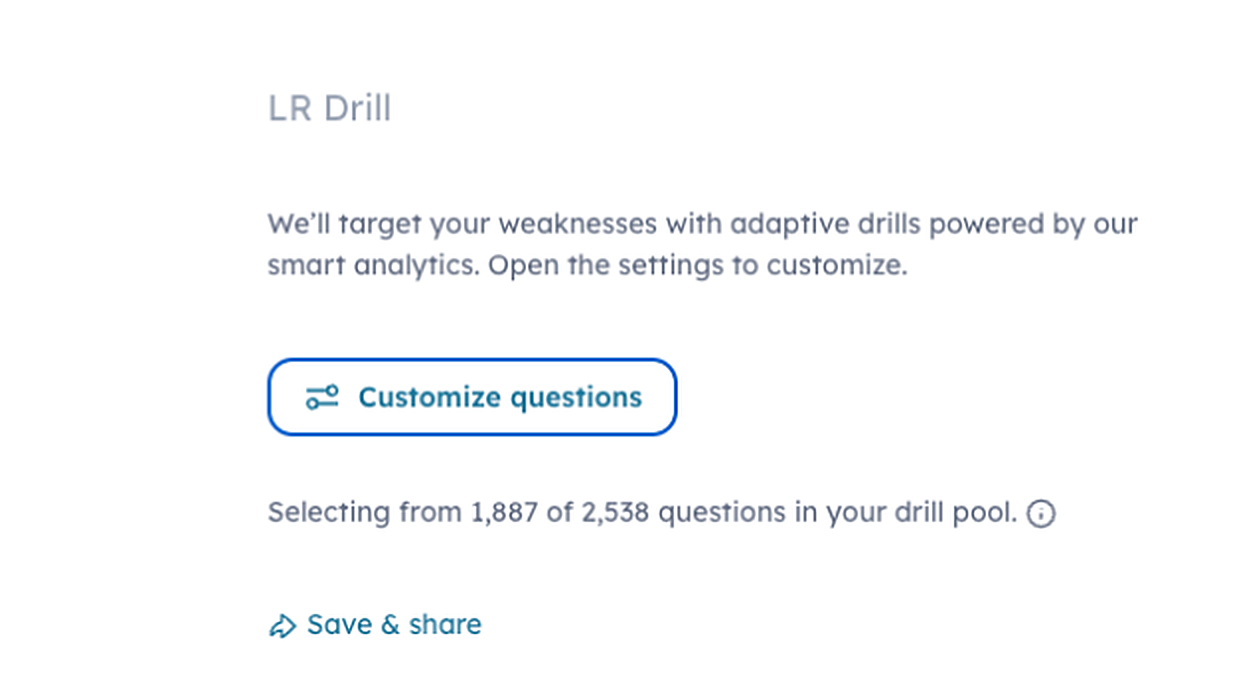 LR Drill
We’ll target your weaknesses with adaptive drills powered by our
smart analytics. Open the settings to customize.
Customize questions
Selecting from 1,887 of 2,538 questions in your drill pool.
Save & share